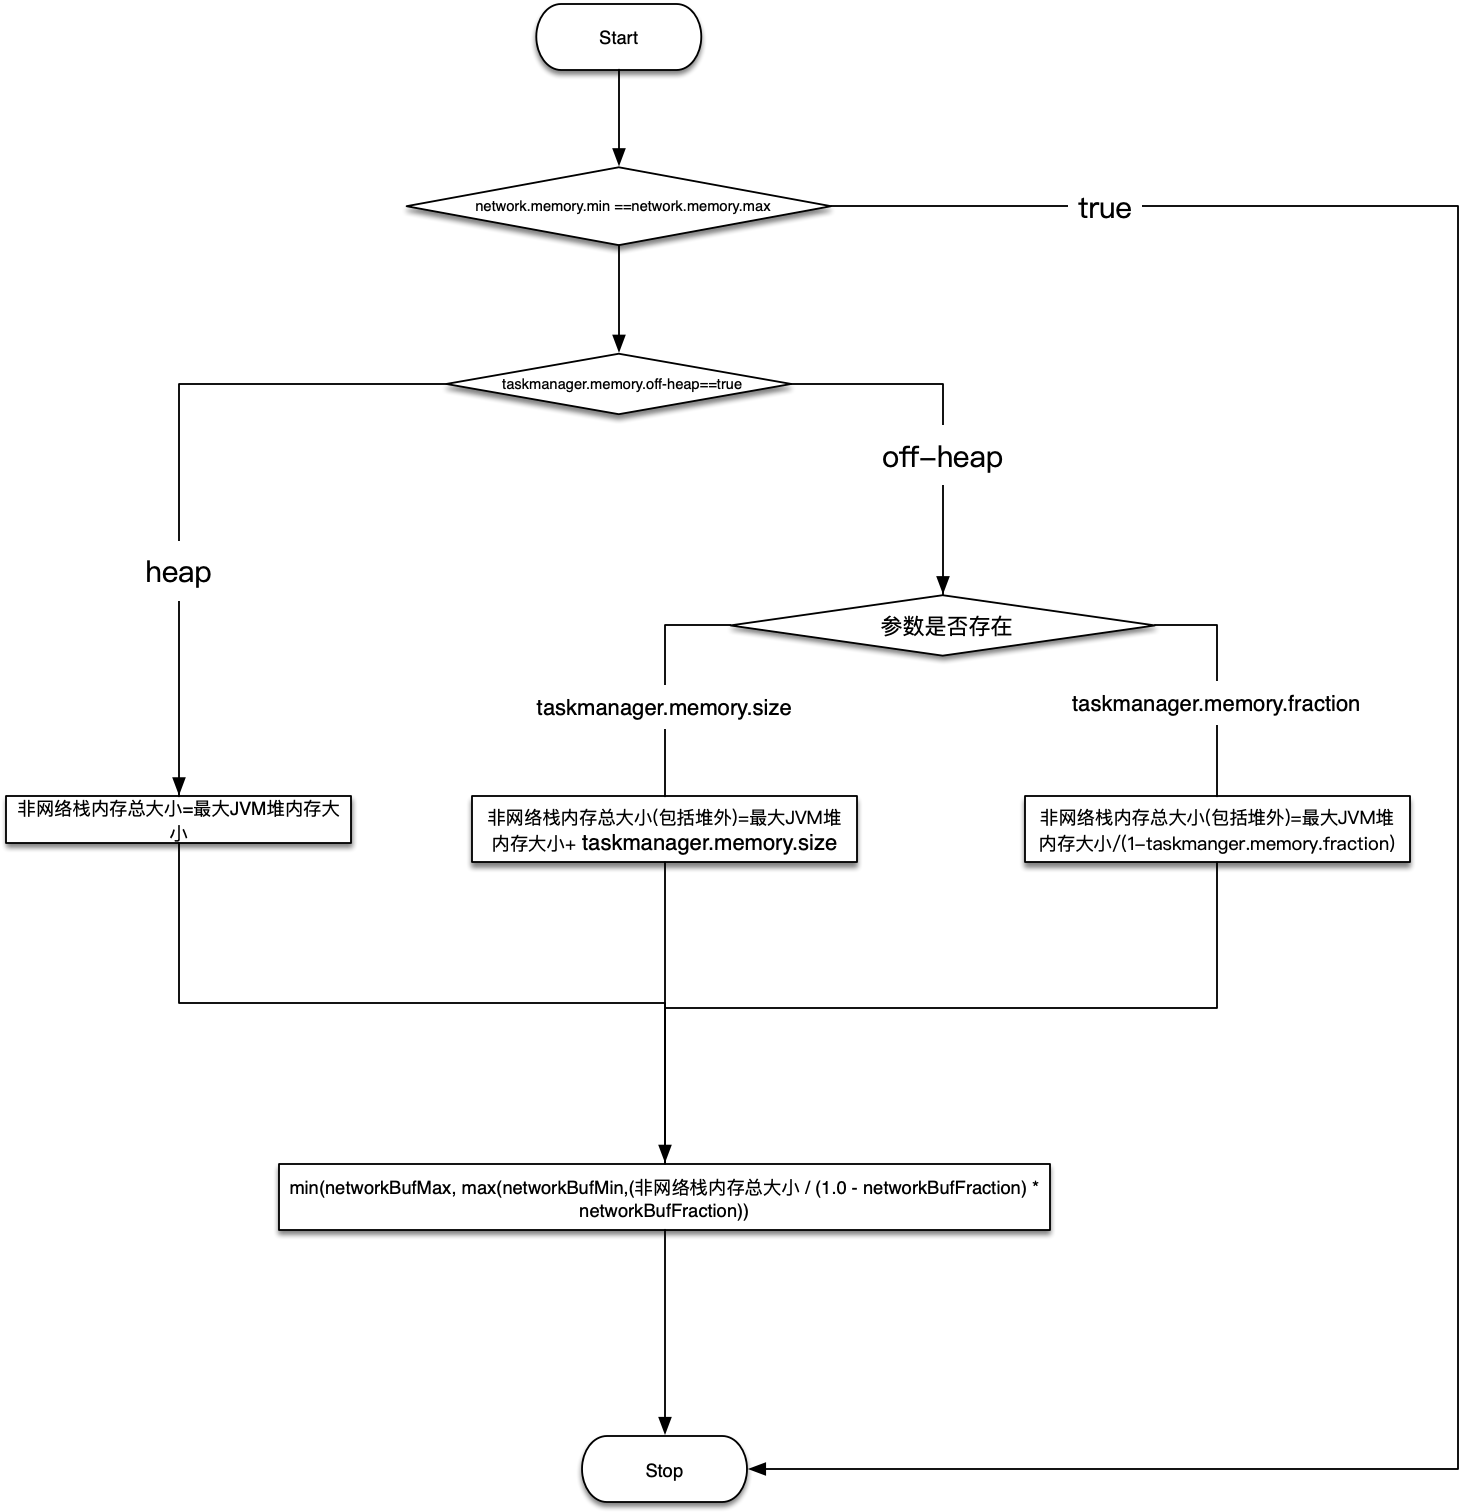 Start
network.memory.min ==network.memory.max
true
taskmanager.memory.off-heap==true
off-heap
heap
参数是否存在
taskmanager.memory.size
taskmanager.memory.fraction
非网络栈内存总大小=最大JVM堆内存大
小
非网络栈内存总大小(包括堆外)=最大JVM堆
内存大小+ taskmanager.memory.size
非网络栈内存总大小(包括堆外)=最大JVM堆
内存大小/(1-taskmanger.memory.fraction)
min(networkBufMax, max(networkBufMin,(非网络栈内存总大小 / (1.0 - networkBufFraction) *
networkBufFraction))
Stop